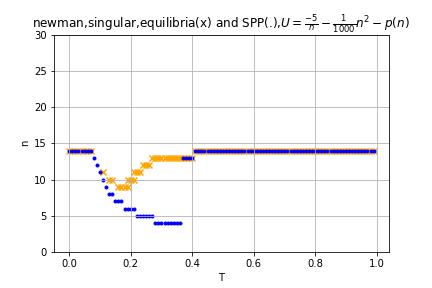 newman,singular,equilibria(x) and SPP(.),$U = \frac{-5}{n} - \frac{1}{1000}n^2 - p(n)$
30
25
20
15
10
5
0
n
0.0 0.2 0.4 0.6 0.8 1.0
T